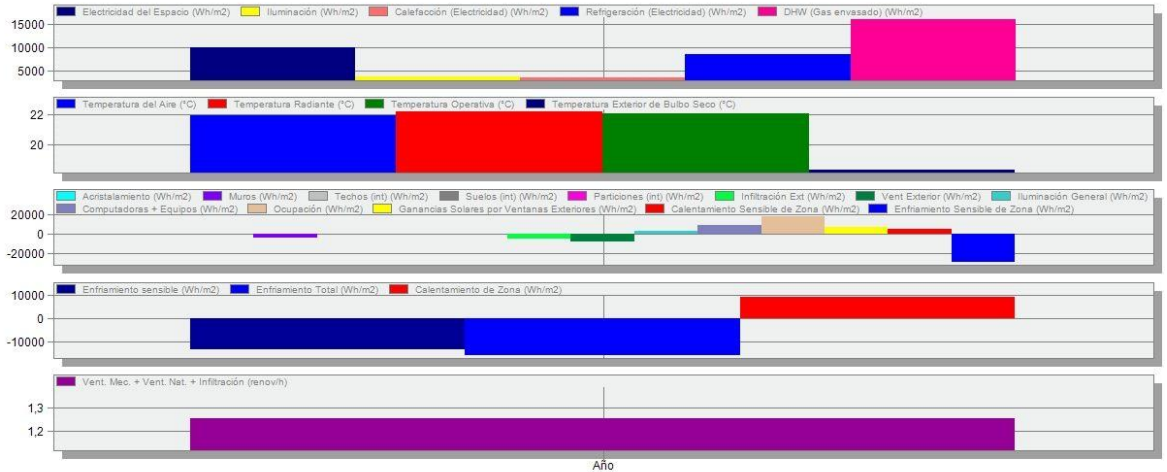 Electricidad del Espacio (Wh/m2) Iluminación (Wh/m2) Calefacción (Electricidad) (Wh/m2) Refrigeración (Electricidad) (Wh/m2) DHW (Gas envasado) (Wh/m2)
15000
10000
5000
Temperatura del Aire (°C) Temperatura Radiante (°C) Temperatura Operativa (°C) Temperatura Exterior de Bulbo Seco (°C)
22
20
Acristalamiento (Wh/m2) Muros (Wh/m2) Techos (int) (Wh/m2) Suelos (int) (Wh/m2) Particiones (int) (Wh/m2) Infiltración Ext (Wh/m2) Vent Exterior (Wh/m2) Iluminación General (Wh/m2)
Computadoras + Equipos (Wh/m2) Ocupación (Wh/m2) Ganancias Solares por Ventanas Exteriores (Wh/m2) Calentamiento Sensible de Zona (Wh/m2) Enfriamiento Sensible de Zona (Wh/m2)
20000
0
-20000
Enfriamiento sensible (Wh/m2) Enfriamiento Total (Wh/m2) Calentamiento de Zona (Wh/m2)
10000
0
-10000
Vent. Mec. + Vent. Nat. + Infiltración (renov/h)
1,3
1,2
Año